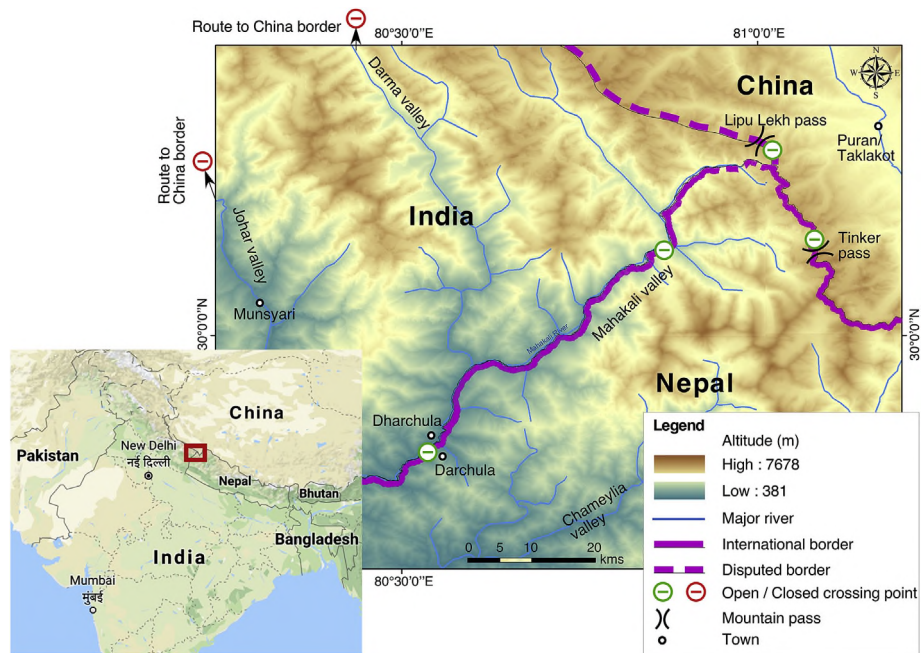 Route to China border
80°30'0''E
81°0'0''E
N
W
E
S
China
Darma valley
Lipu Lekh pass
Puran/
Taklakot
Route to
China border
India
Johar valley
Tinker
pass
Munsyari
Mahakali valley
30°0'0''N
30°0'0''N
Mahakali River
Nepal
Dharchula
Darchula
Chameylia
valley
0 5 10 20
kms
80°30'0''E
China
Pakistan
New Delhi
नई दिल्ली
Nepal
Bhutan
Bangladesh
India
Mumbai
मुंबई
Legend
Altitude (m)
High : 7678
Low : 381
Major river
International border
Disputed border
Open / Closed crossing point
Mountain pass
Town